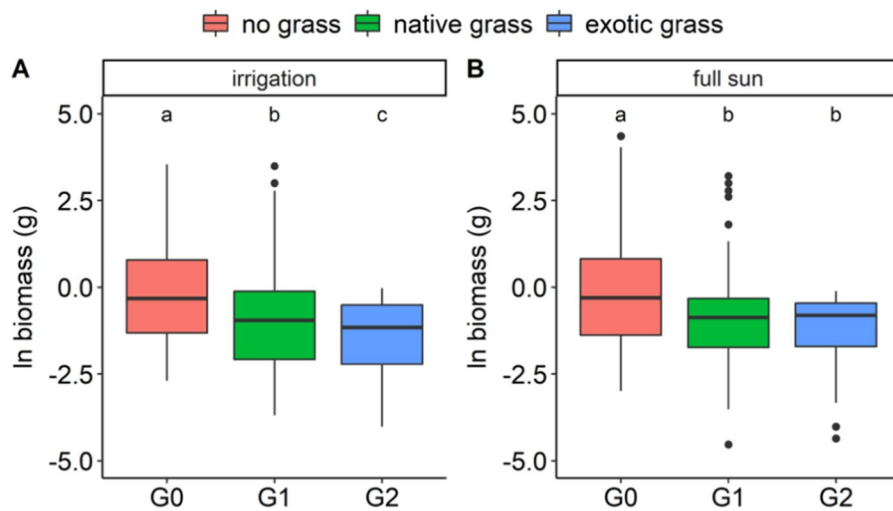 no grass native grass exotic grass
A
irrigation
a b c
ln biomass (g)
5.0
2.5
0.0
-2.5
-5.0
G0 G1 G2
B
full sun
a b b
ln biomass (g)
5.0
2.5
0.0
-2.5
-5.0
G0 G1 G2